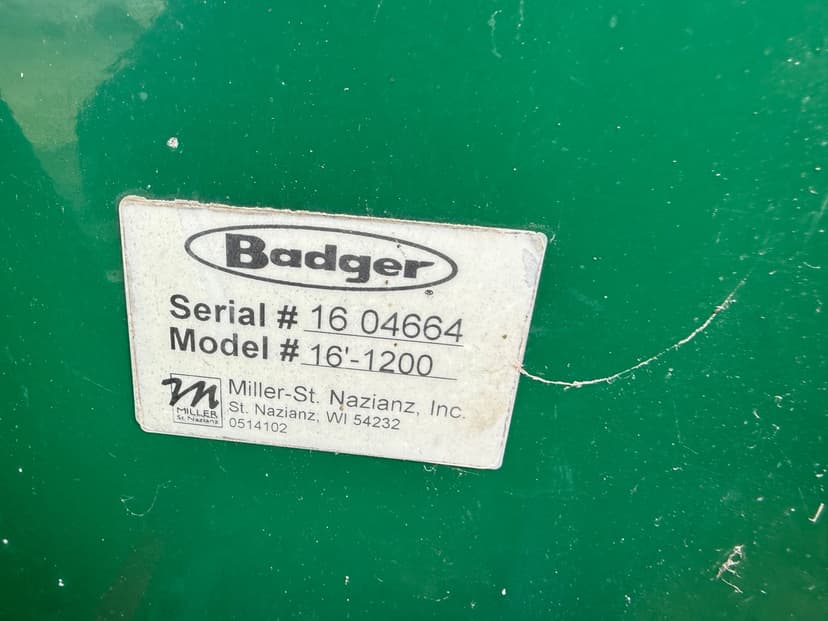 Badger®
Serial # 16 04664
Model # 16'-1200
m
MILLER
St. Nazianz
Miller-St. Nazianz, Inc.
St. Nazianz, WI 54232
0514102